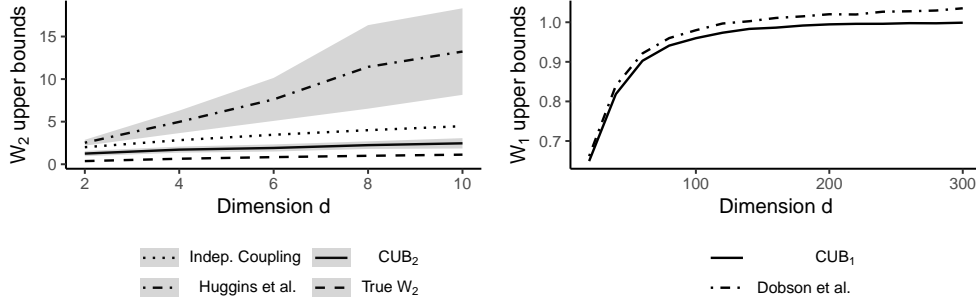 W2 upper bounds
15
10
5
0
2 4 6 8 10
Dimension d
Indep. Coupling CUB2
Huggins et al. True W2
W1 upper bounds
1.0
0.9
0.8
0.7
100 200 300
Dimension d
CUB1
Dobson et al.